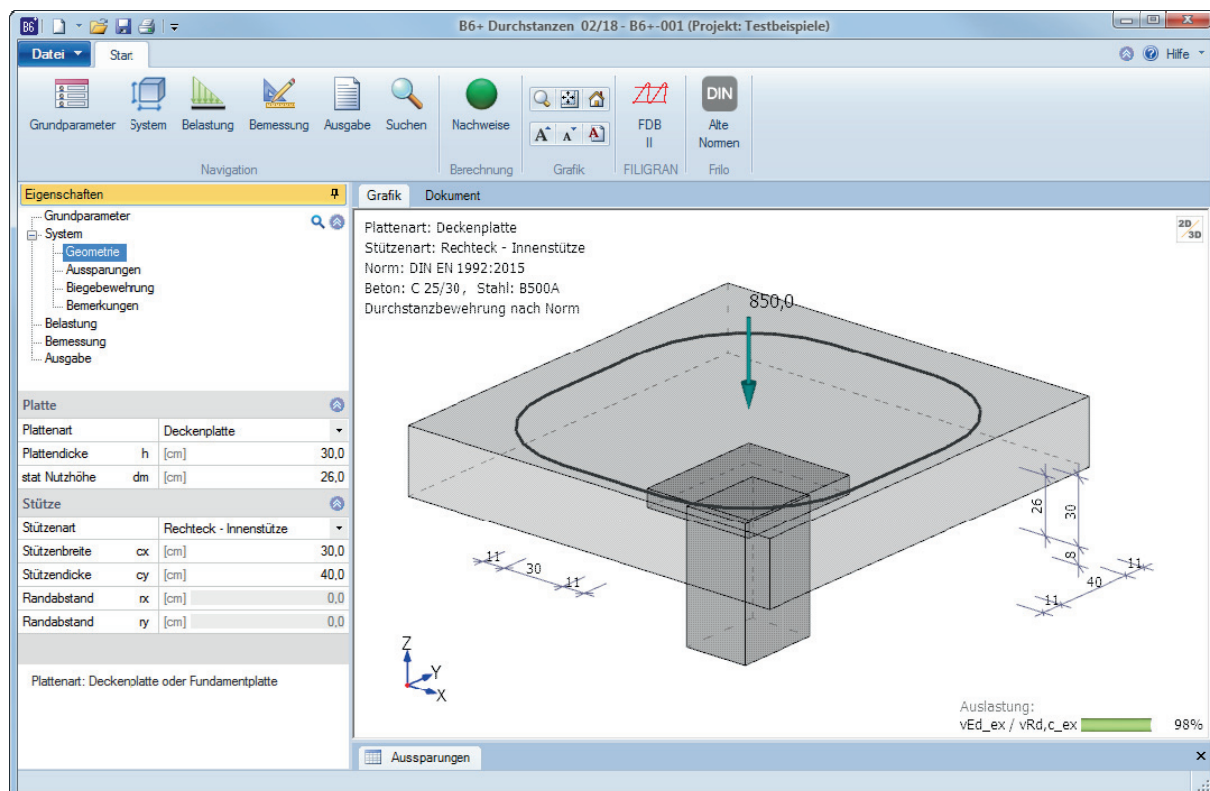 B6+ Durchstanzen 02/18 - B6+-001 (Projekt: Testbeispiele)
Datei Start
Hilfe
Grundparameter System Belastung Bemessung Ausgabe Suchen Nachweise FDB II DIN Alte Normen
Navigation Berechnung Grafik FILIGRAN Frilo
Eigenschaften
Grundparameter
System
Geometrie
Aussparungen
Biegebewehrung
Bemerkungen
Belastung
Bemessung
Ausgabe
Platte
Plattenart Deckenplatte
Plattendicke h [cm] 30,0
stat Nutzhöhe dm [cm] 26,0
Stütze
Stützenart Rechteck - Innenstütze
Stützenbreite cx [cm] 30,0
Stützendicke cy [cm] 40,0
Randabstand rx [cm] 0,0
Randabstand ry [cm] 0,0
Plattenart: Deckenplatte oder Fundamentplatte
Grafik Dokument
Plattenart: Deckenplatte
Stützenart: Rechteck - Innenstütze
Norm: DIN EN 1992:2015
Beton: C 25/30, Stahl: B500A
Durchstanzbewehrung nach Norm
2D/3D
850,0
26
30
8
11
30
11
11
40
11
Z
Y
X
Auslastung:
vEd_ex / vRd,c_ex 98%
Aussparungen